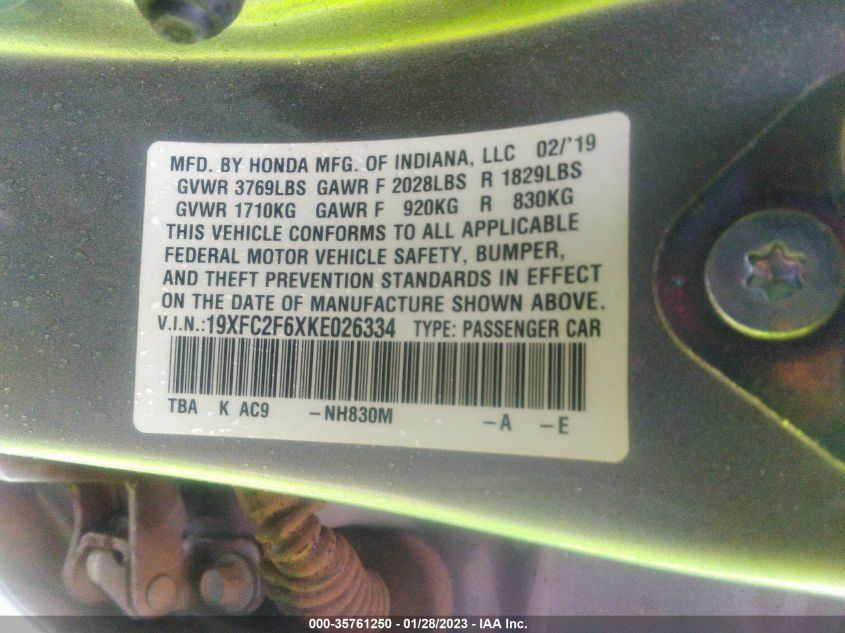 MFD. BY HONDA MFG. OF INDIANA, LLC 02/'19
GVWR 3769LBS GAWR F 2028LBS R 1829LBS
GVWR 1710KG GAWR F 920KG R 830KG
THIS VEHICLE CONFORMS TO ALL APPLICABLE
FEDERAL MOTOR VEHICLE SAFETY, BUMPER,
AND THEFT PREVENTION STANDARDS IN EFFECT
ON THE DATE OF MANUFACTURE SHOWN ABOVE.
V.I.N.:19XFC2F6XKE026334 TYPE: PASSENGER CAR
TBA K AC9 -NH830M -A -E
000-35761250 - 01/28/2023 - IAA Inc.